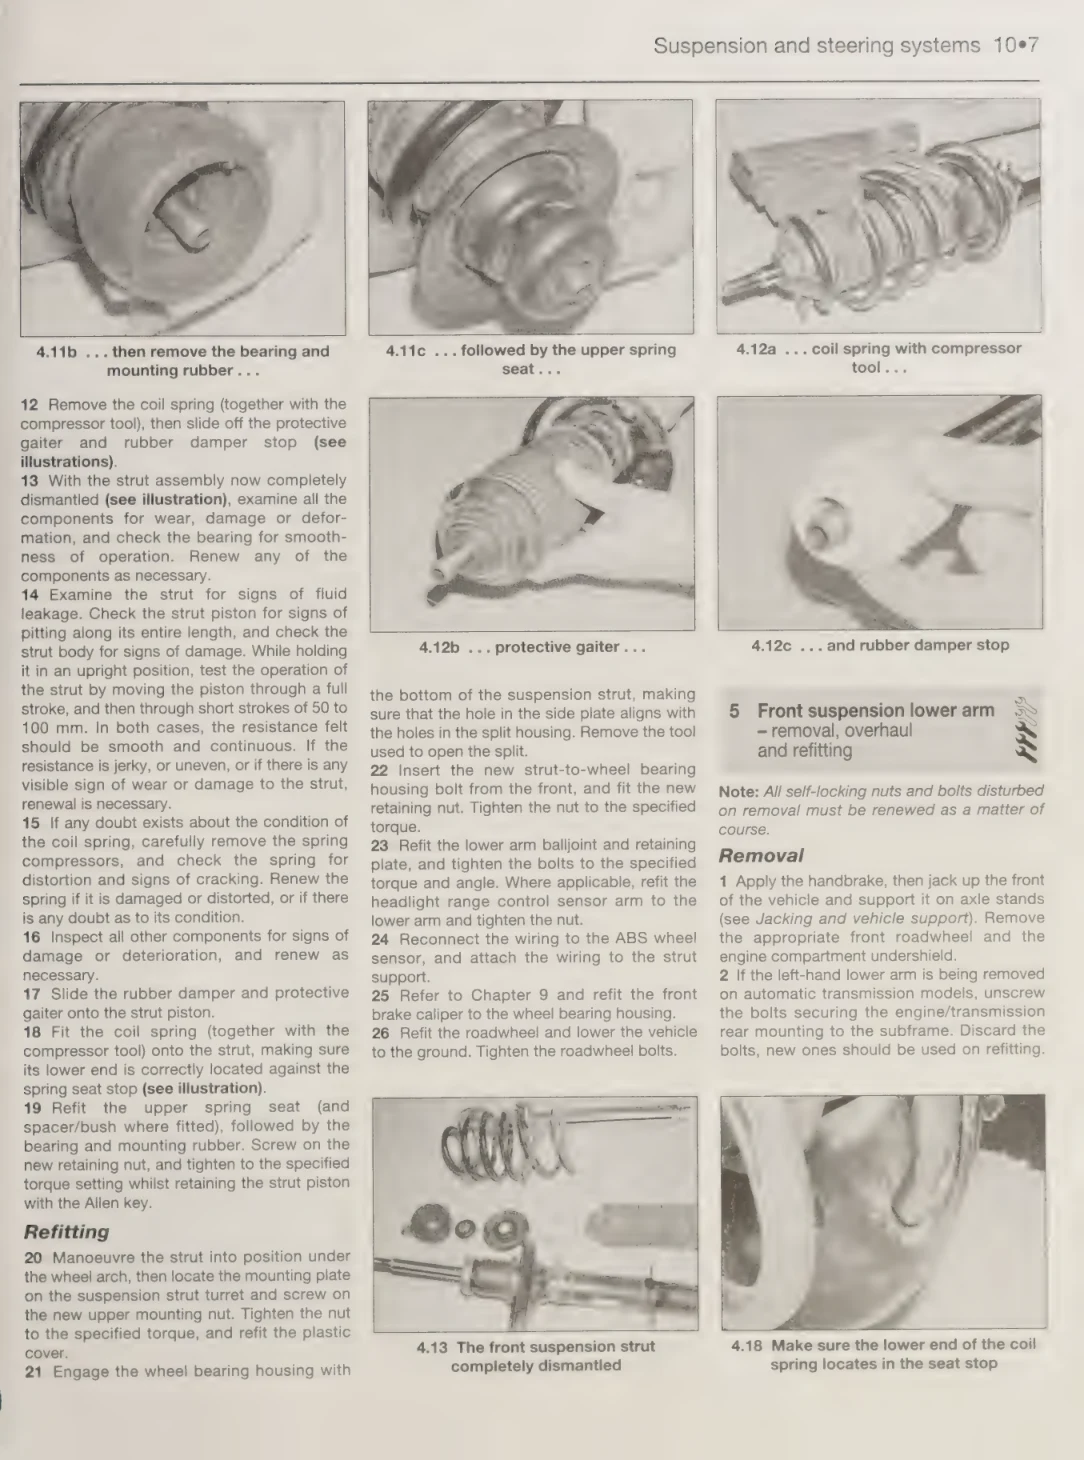 Suspension and steering systems 10•7
4.11b . . . then remove the bearing and
mounting rubber . . .
4.11c . . . followed by the upper spring
seat . . .
4.12a . . . coil spring with compressor
tool . . .
12 Remove the coil spring (together with the
compressor tool), then slide off the protective
gaiter and rubber damper stop (see
illustrations).
13 With the strut assembly now completely
dismantled (see illustration), examine all the
components for wear, damage or defor-
mation, and check the bearing for smooth-
ness of operation. Renew any of the
components as necessary.
14 Examine the strut for signs of fluid
leakage. Check the strut piston for signs of
pitting along its entire length, and check the
strut body for signs of damage. While holding
it in an upright position, test the operation of
the strut by moving the piston through a full
stroke, and then through short strokes of 50 to
100 mm. In both cases, the resistance felt
should be smooth and continuous. If the
resistance is jerky, or uneven, or if there is any
visible sign of wear or damage to the strut,
renewal is necessary.
15 If any doubt exists about the condition of
the coil spring, carefully remove the spring
compressors, and check the spring for
distortion and signs of cracking. Renew the
spring if it is damaged or distorted, or if there
is any doubt as to its condition.
16 Inspect all other components for signs of
damage or deterioration, and renew as
necessary.
17 Slide the rubber damper and protective
gaiter onto the strut piston.
18 Fit the coil spring (together with the
compressor tool) onto the strut, making sure
its lower end is correctly located against the
spring seat stop (see illustration).
19 Refit the upper spring seat (and
spacer/bush where fitted), followed by the
bearing and mounting rubber. Screw on the
new retaining nut, and tighten to the specified
torque setting whilst retaining the strut piston
with the Allen key.
Refitting
20 Manoeuvre the strut into position under
the wheel arch, then locate the mounting plate
on the suspension strut turret and screw on
the new upper mounting nut. Tighten the nut
to the specified torque, and refit the plastic
cover.
21 Engage the wheel bearing housing with
4.12b . . . protective gaiter . . .
4.12c . . . and rubber damper stop
the bottom of the suspension strut, making
sure that the hole in the side plate aligns with
the holes in the split housing. Remove the tool
used to open the split.
22 Insert the new strut-to-wheel bearing
housing bolt from the front, and fit the new
retaining nut. Tighten the nut to the specified
torque.
23 Refit the lower arm balljoint and retaining
plate, and tighten the bolts to the specified
torque and angle. Where applicable, refit the
headlight range control sensor arm to the
lower arm and tighten the nut.
24 Reconnect the wiring to the ABS wheel
sensor, and attach the wiring to the strut
support.
25 Refer to Chapter 9 and refit the front
brake caliper to the wheel bearing housing.
26 Refit the roadwheel and lower the vehicle
to the ground. Tighten the roadwheel bolts.
4.13 The front suspension strut
completely dismantled
5 Front suspension lower arm
– removal, overhaul
and refitting
Note: All self-locking nuts and bolts disturbed
on removal must be renewed as a matter of
course.
Removal
1 Apply the handbrake, then jack up the front
of the vehicle and support it on axle stands
(see Jacking and vehicle support). Remove
the appropriate front roadwheel and the
engine compartment undershield.
2 If the left-hand lower arm is being removed
on automatic transmission models, unscrew
the bolts securing the engine/transmission
rear mounting to the subframe. Discard the
bolts, new ones should be used on refitting.
4.18 Make sure the lower end of the coil
spring locates in the seat stop